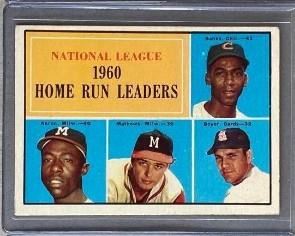 Banks, Chi.—41
NATIONAL LEAGUE
1960
HOME RUN LEADERS
Aaron, Milw.—40
Mathews, Milw.—39
Boyer, Cards—32
C
M
M